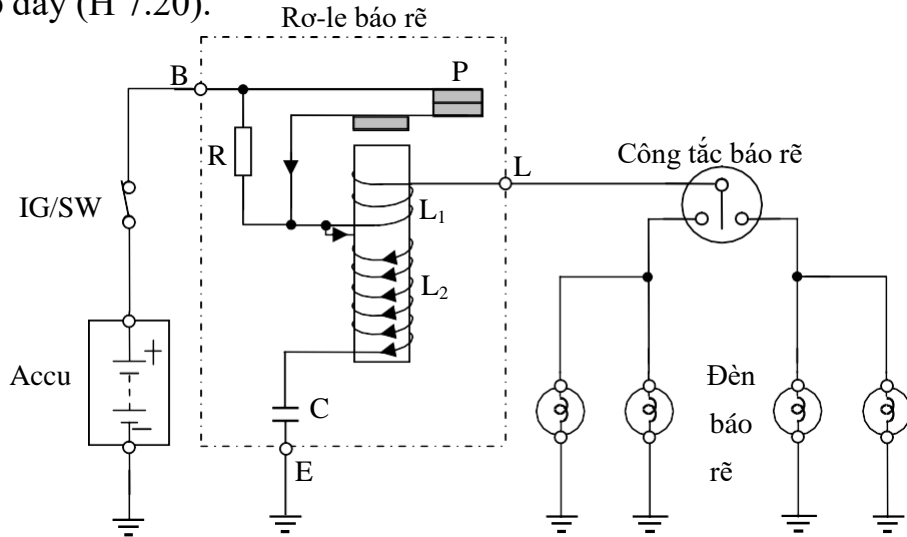 dây (H 7.20).
Rơ-le báo rẽ
B
P
R
L
Công tắc báo rẽ
IG/SW
L1
L2
Accu
+
−
C
E
Đèn
báo
rẽ